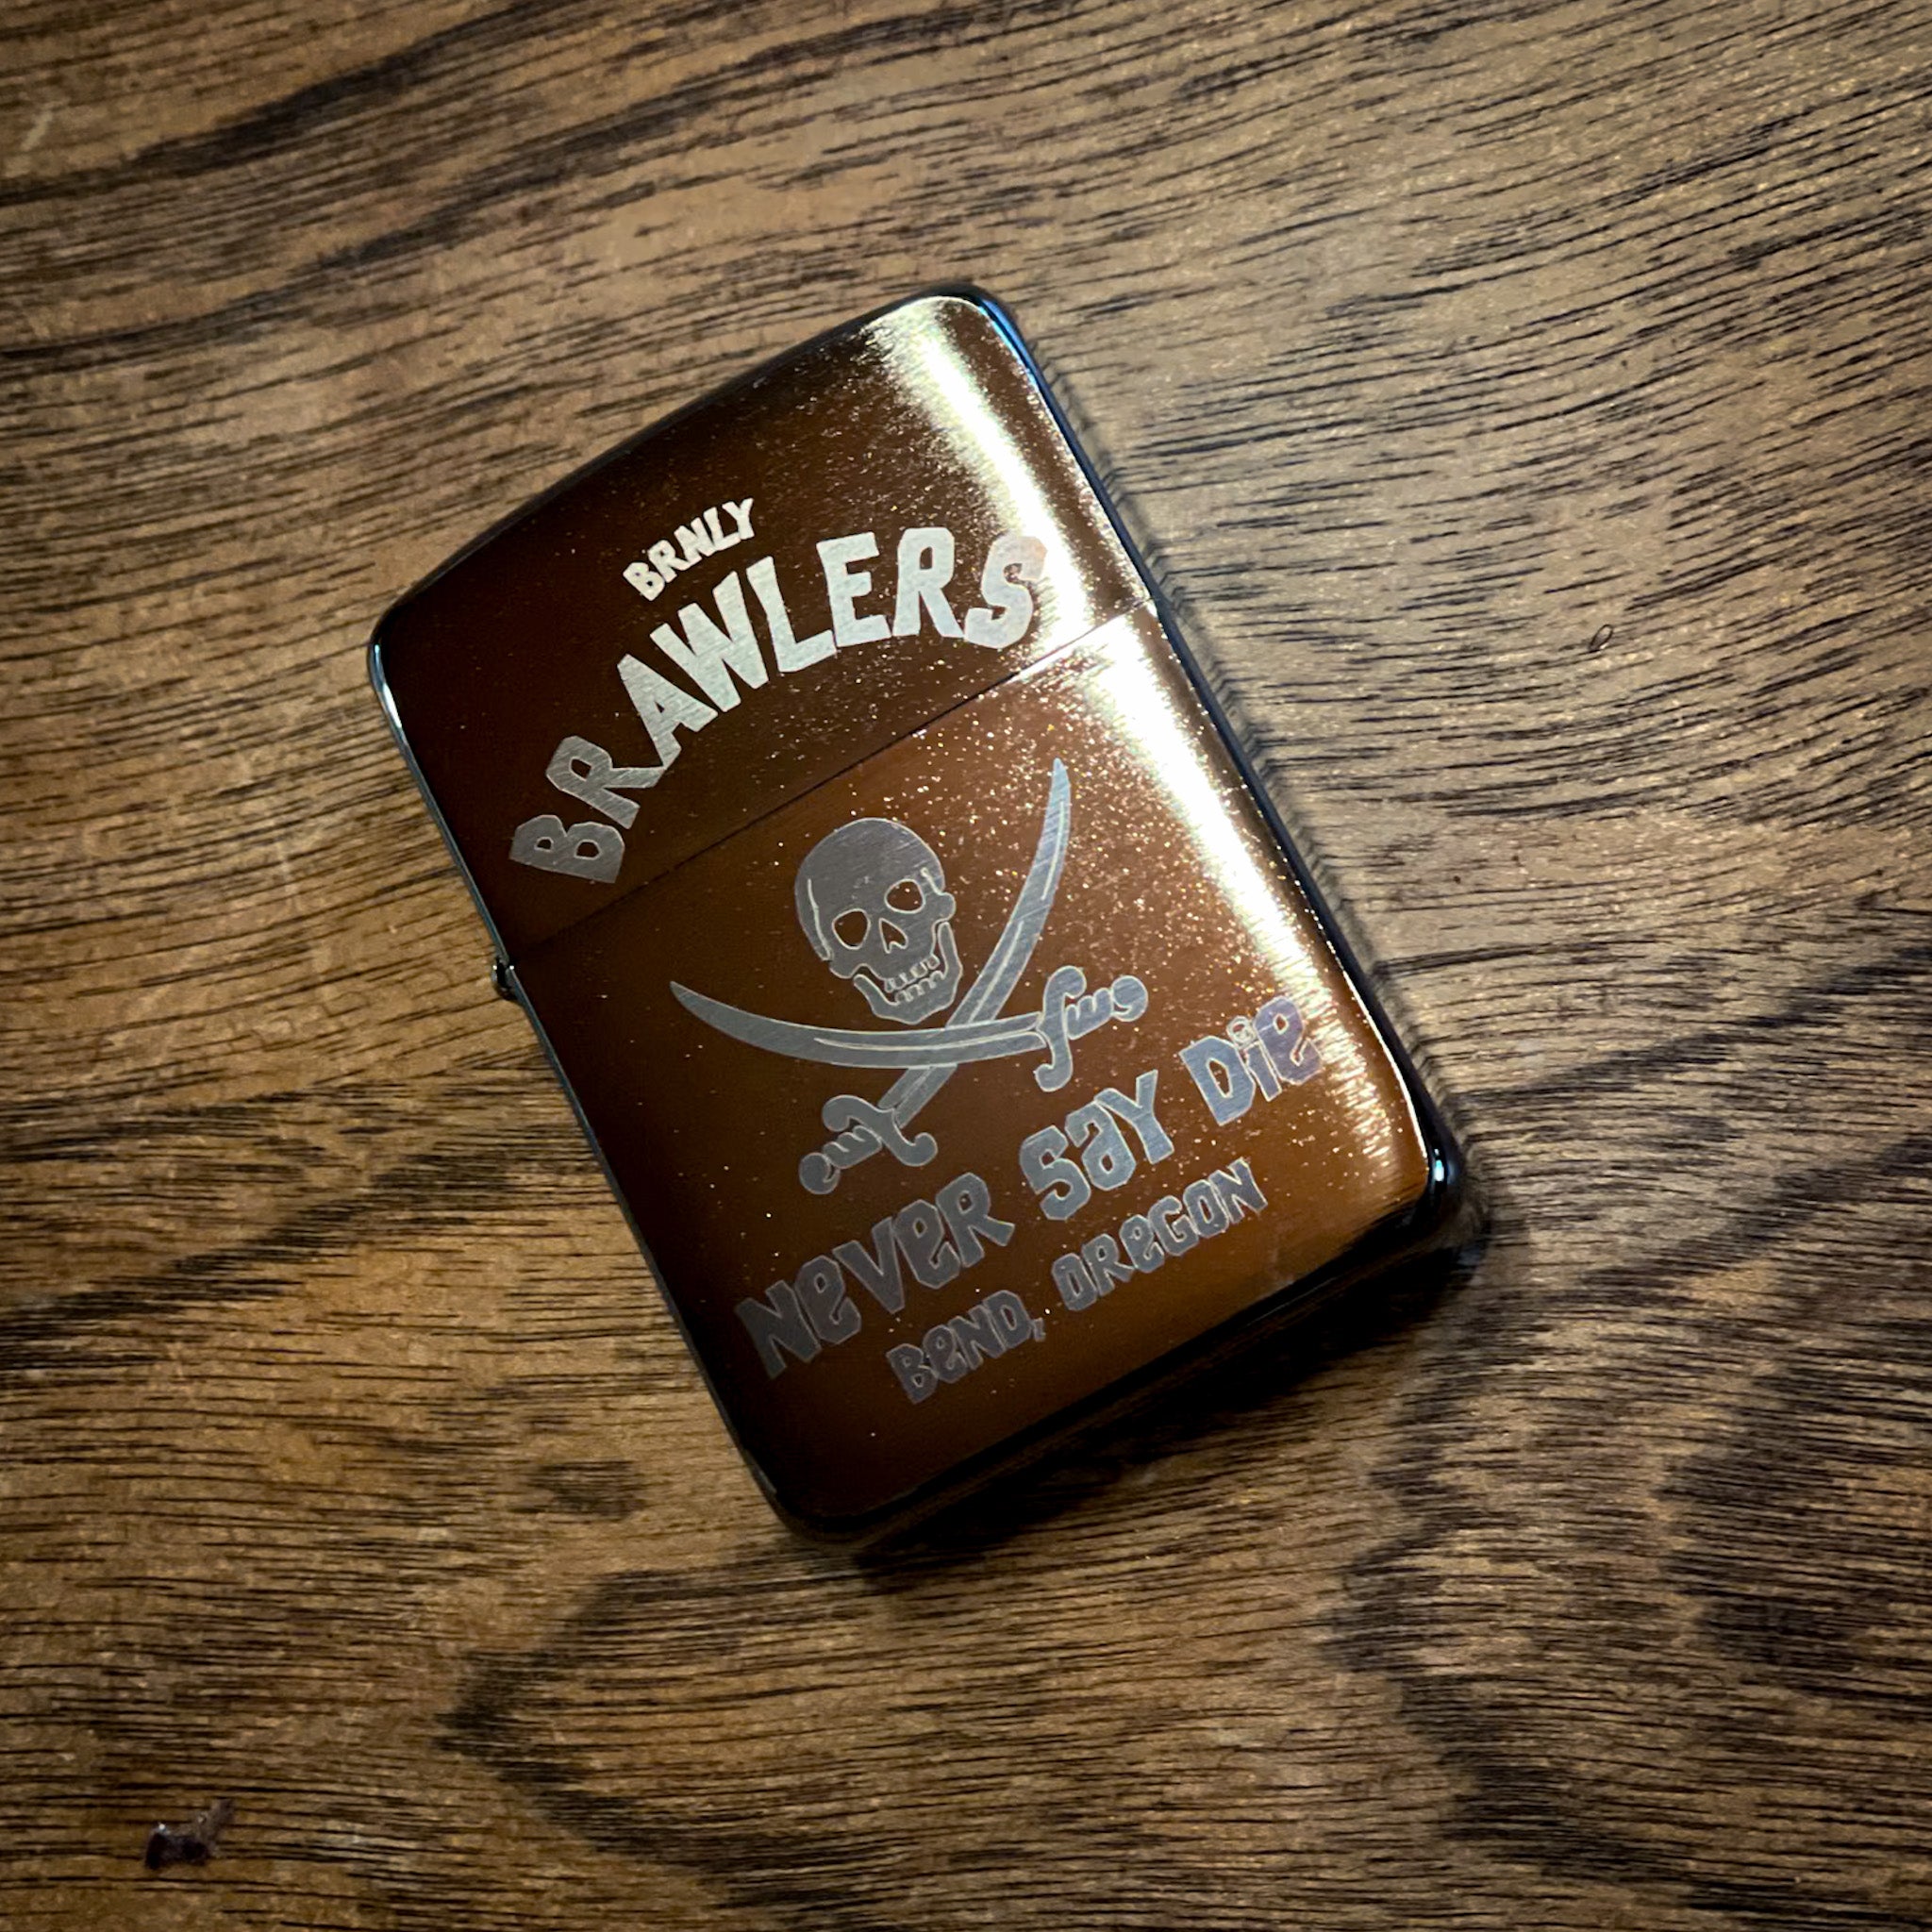 BRNLY
BRAWLERS
NeVeR SaY Die
BeND, OReGON